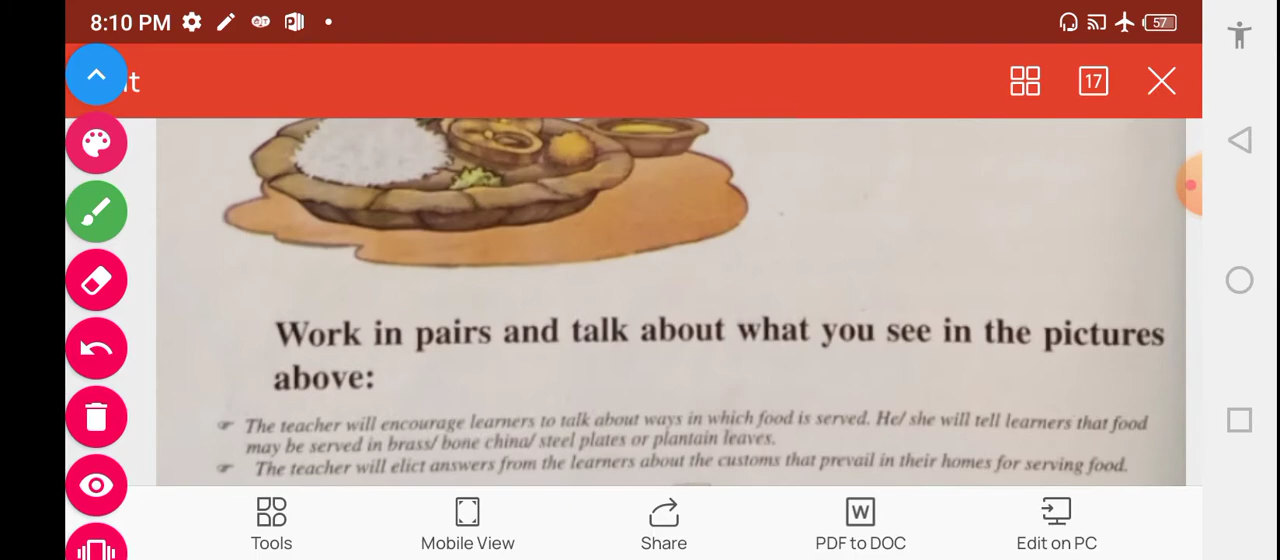 8:10 PM
57
it
17
Work in pairs and talk about what you see in the pictures
above:
The teacher will encourage learners to talk about ways in which food is served. He/ she will tell learners that food
may be served in brass/ bone china/ steel plates or plantain leaves.
The teacher will elict answers from the learners about the customs that prevail in their homes for serving food.
Tools
Mobile View
Share
W
PDF to DOC
Edit on PC